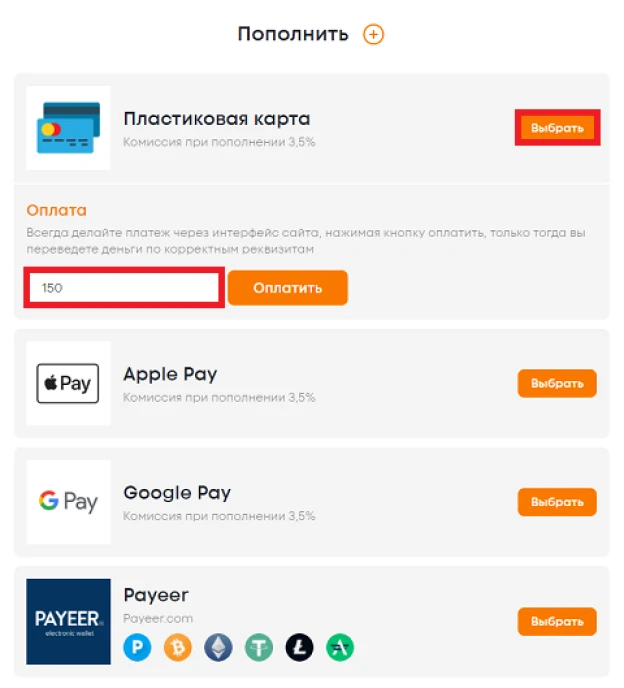 Пополнить
Пластиковая карта
Комиссия при пополнении 3,5%
Выбрать
Оплата
Всегда делайте платеж через интерфейс сайта, нажимая кнопку оплатить, только тогда вы
переведете деньги по корректным реквизитам
150
Оплатить
Pay
Apple Pay
Комиссия при пополнении 3,5%
Выбрать
G Pay
Google Pay
Комиссия при пополнении 3,5%
Выбрать
PAYEER
electronic wallet
Payeer
Payeer.com
Выбрать